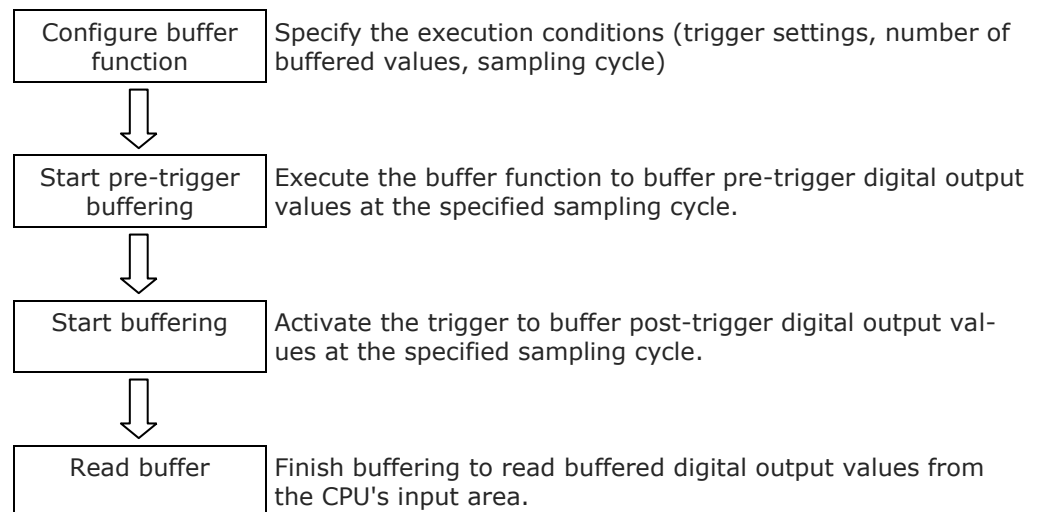 Configure buffer
function
Specify the execution conditions (trigger settings, number of
buffered values, sampling cycle)
Start pre-trigger
buffering
Execute the buffer function to buffer pre-trigger digital output
values at the specified sampling cycle.
Start buffering
Activate the trigger to buffer post-trigger digital output val-
ues at the specified sampling cycle.
Read buffer
Finish buffering to read buffered digital output values from
the CPU's input area.